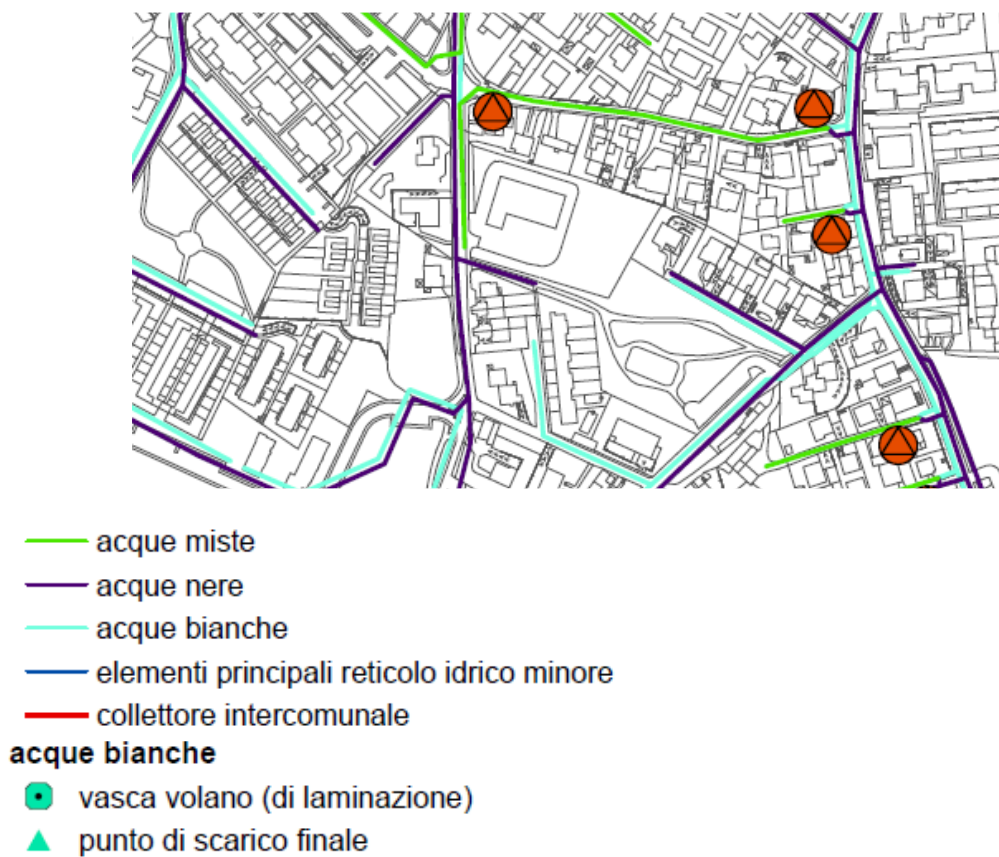 acque miste
acque nere
acque bianche
elementi principali reticolo idrico minore
collettore intercomunale
acque bianche
vasca volano (di laminazione)
punto di scarico finale